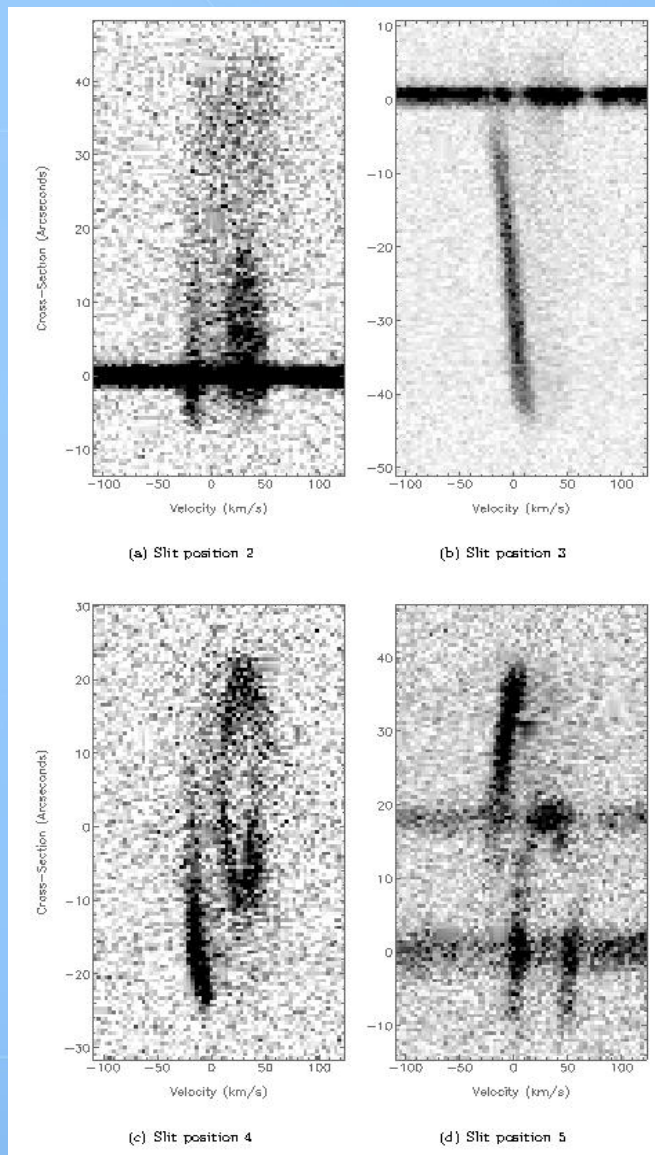 40
30
20
10
0
−10
Cross−Section (Arcseconds)
−100 −50 0 50 100
Velocity (km/s)
(a) Slit position 2
10
0
−10
−20
−30
−40
−50
−100 −50 0 50 100
Velocity (km/s)
(b) Slit position 3
30
20
10
0
−10
−20
−30
Cross−Section (Arcseconds)
−100 −50 0 50 100
Velocity (km/s)
(c) Slit position 4
40
30
20
10
0
−10
−100 −50 0 50 100
Velocity (km/s)
(d) Slit position 5